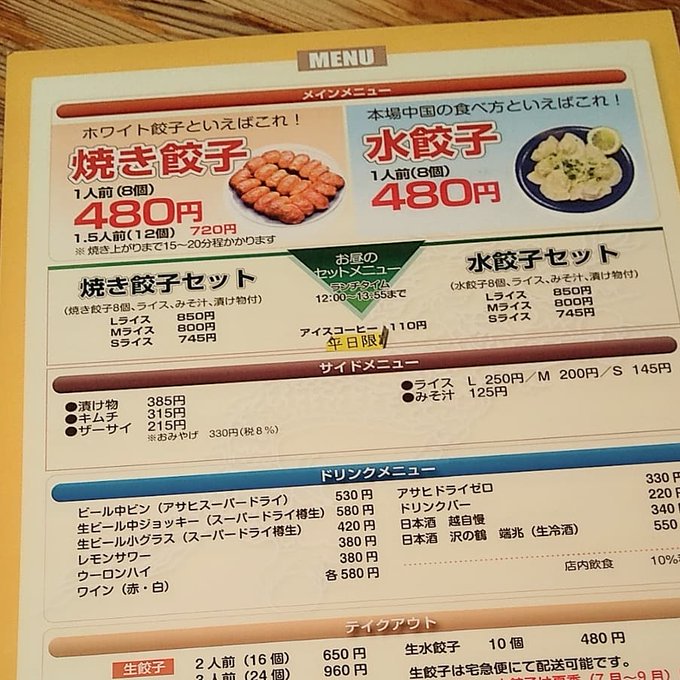 MENU
メインメニュー
ホワイト餃子といえばこれ！
焼き餃子
1人前(8個)
480円
1.5人前(12個) 720円
※焼き上がりまで15〜20分程かかります
本場中国の食べ方といえばこれ！
水餃子
1人前(8個)
480円
お昼の
セットメニュー
ランチタイム
12:00〜13:55まで
焼き餃子セット
(焼き餃子8個、ライス、みそ汁、漬け物付)
Lライス 850円
Mライス 800円
Sライス 745円
アイスコーヒー 110円
平日限り
水餃子セット
(水餃子8個、ライス、みそ汁、漬け物付)
Lライス 850円
Mライス 800円
Sライス 745円
サイドメニュー
●漬け物 385円
●キムチ 315円
●ザーサイ 215円
※おみやげ 330円(税8%)
●ライス L 250円／M 200円／S 145円
●みそ汁 125円
ドリンクメニュー
ビール中ビン（アサヒスーパードライ） 530円
生ビール中ジョッキー（スーパードライ樽生） 580円
生ビール小グラス（スーパードライ樽生） 420円
レモンサワー 380円
ウーロンハイ 380円
ワイン（赤・白） 各580円
アサヒドライゼロ 330円
ドリンクバー 220
日本酒 越自慢 340
日本酒 沢の鶴 端兆（生冷酒） 550
店内飲食 10%
テイクアウト
生餃子
2人前（16個） 650円
3人前（24個） 960円
生水餃子 10個 480円
生餃子は宅急便にて配送可能です。
餃子は夏季（7月〜9月）